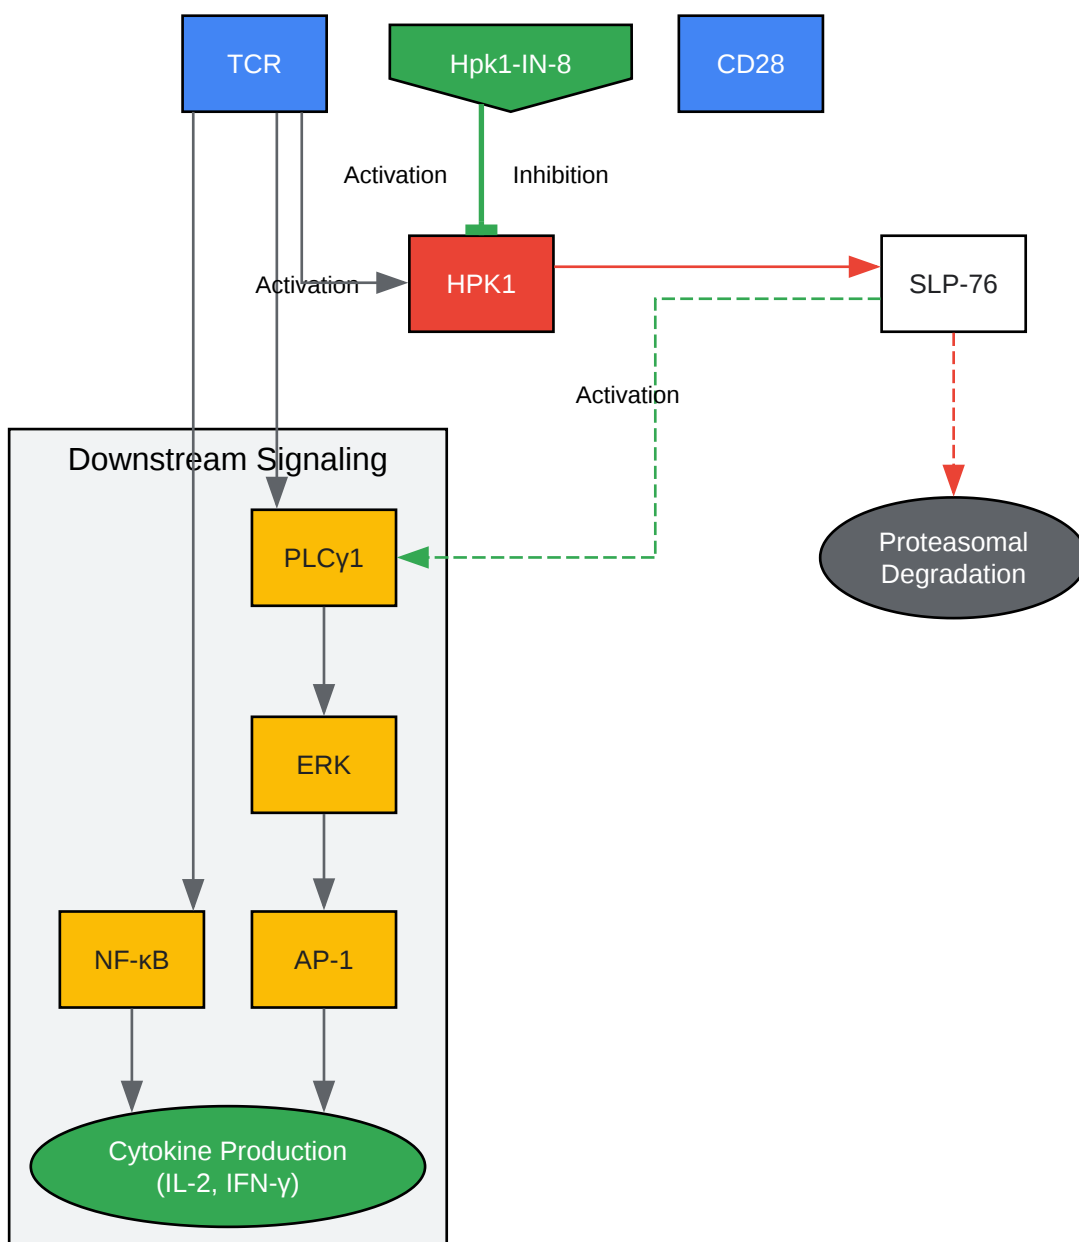 TCR
Hpk1-IN-8
CD28
Activation
Inhibition
Activation
HPK1
SLP-76
Activation
Downstream Signaling
PLCγ1
Proteasomal
Degradation
ERK
NF-κB
AP-1
Cytokine Production
(IL-2, IFN-γ)